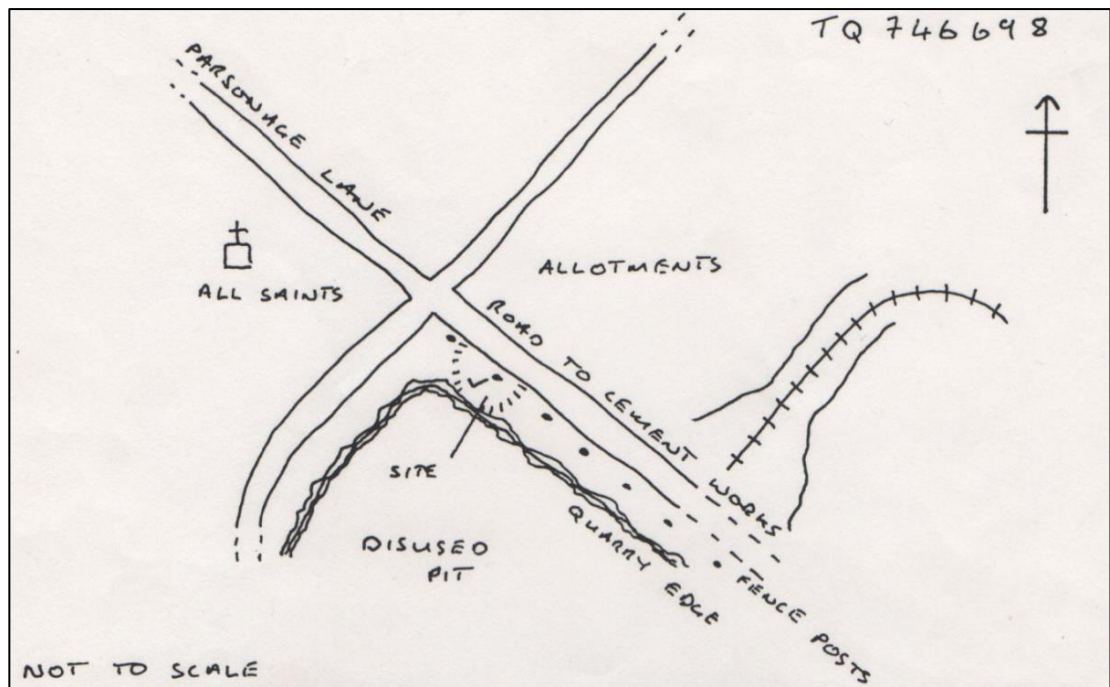 TQ 746698
PARSONAGE LANE
ALL SAINTS
ALLOTMENTS
ROAD TO CEMENT WORKS
SITE
DISUSED
PIT
QUARRY EDGE
FENCE POSTS
NOT TO SCALE